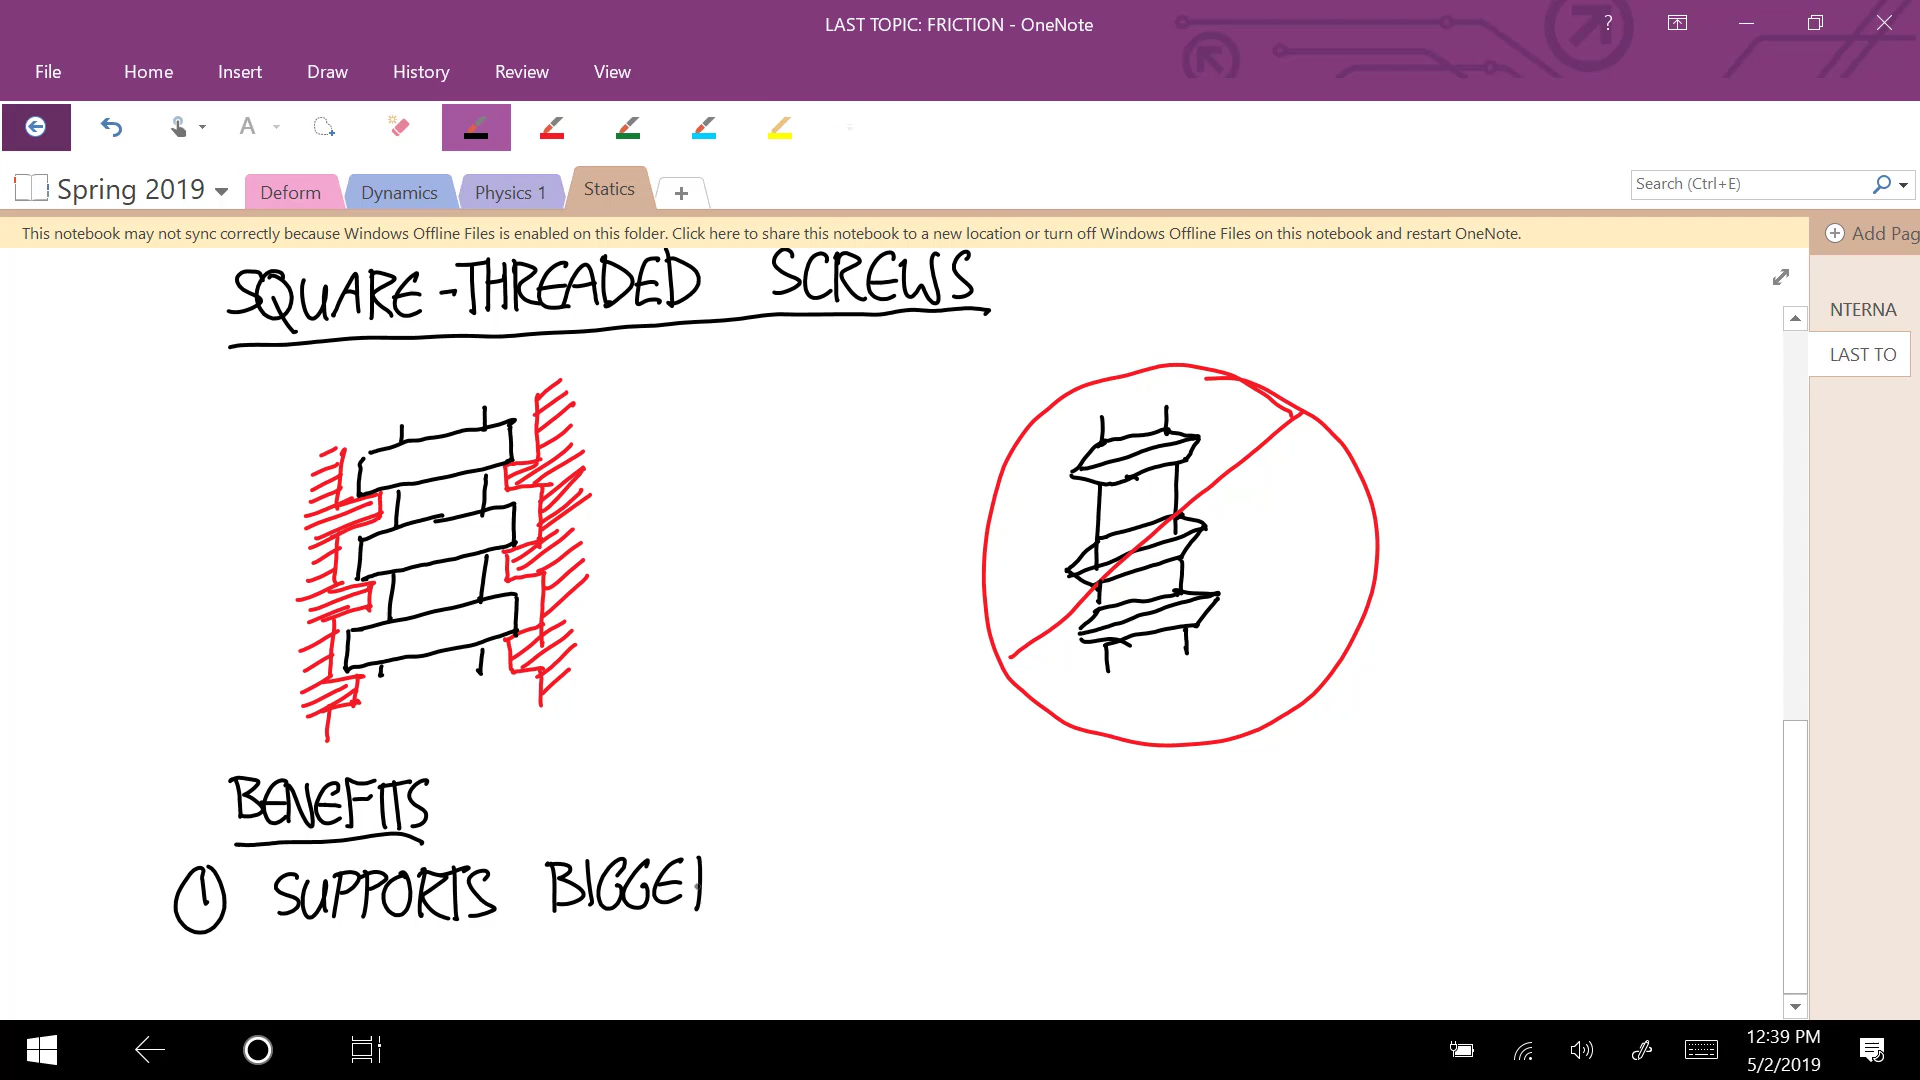 LAST TOPIC: FRICTION - OneNote
?
File Home Insert Draw History Review View
A
Spring 2019 Deform Dynamics Physics 1 Statics +
Search (Ctrl+E)
This notebook may not sync correctly because Windows Offline Files is enabled on this folder. Click here to share this notebook to a new location or turn off Windows Offline Files on this notebook and restart OneNote.
Add Pag
NTERNA
LAST TO
SQUARE-THREADED SCREWS
BENEFITS
① SUPPORTS BIGGE
12:39 PM
5/2/2019